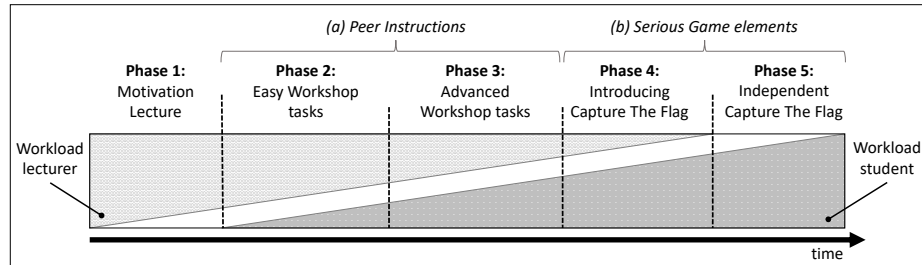 (a) Peer Instructions
(b) Serious Game elements
Phase 1:
Motivation
Lecture
Phase 2:
Easy Workshop
tasks
Phase 3:
Advanced
Workshop tasks
Phase 4:
Introducing
Capture The Flag
Phase 5:
Independent
Capture The Flag
Workload
lecturer
Workload
student
time